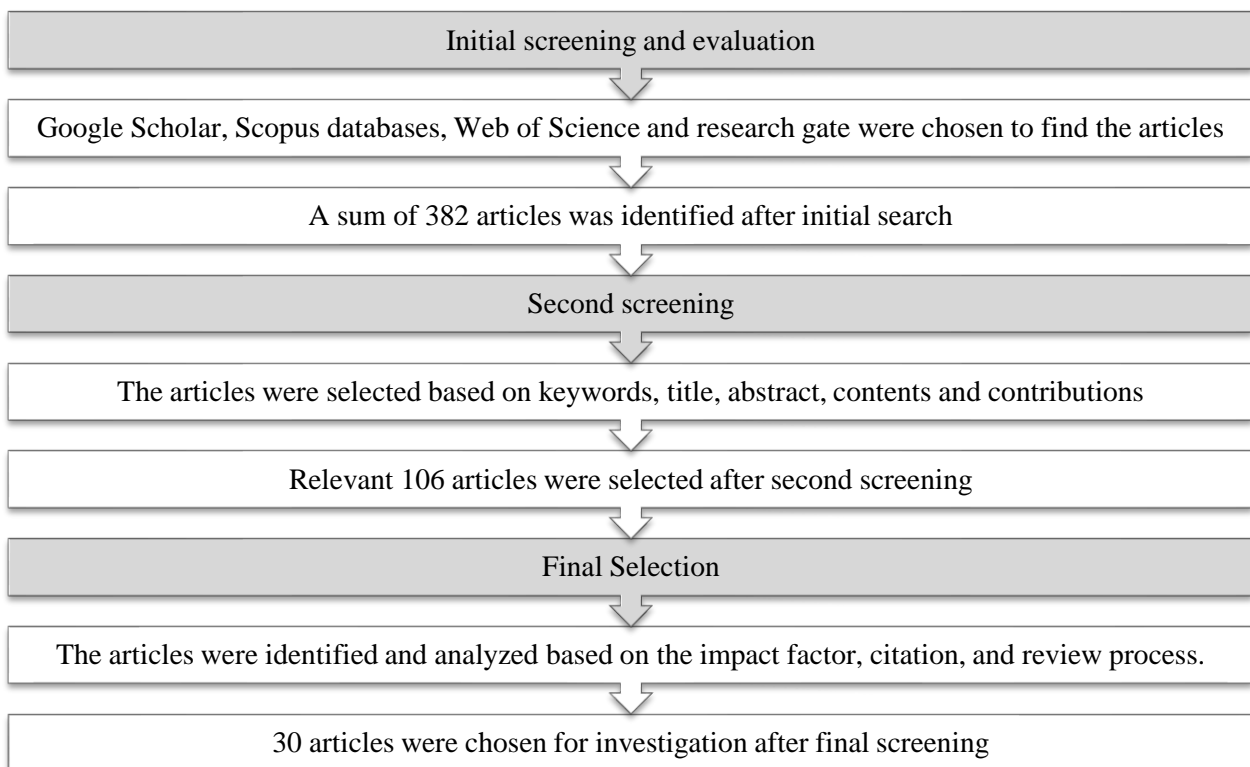 Initial screening and evaluation
Google Scholar, Scopus databases, Web of Science and research gate were chosen to find the articles
A sum of 382 articles was identified after initial search
Second screening
The articles were selected based on keywords, title, abstract, contents and contributions
Relevant 106 articles were selected after second screening
Final Selection
The articles were identified and analyzed based on the impact factor, citation, and review process.
30 articles were chosen for investigation after final screening